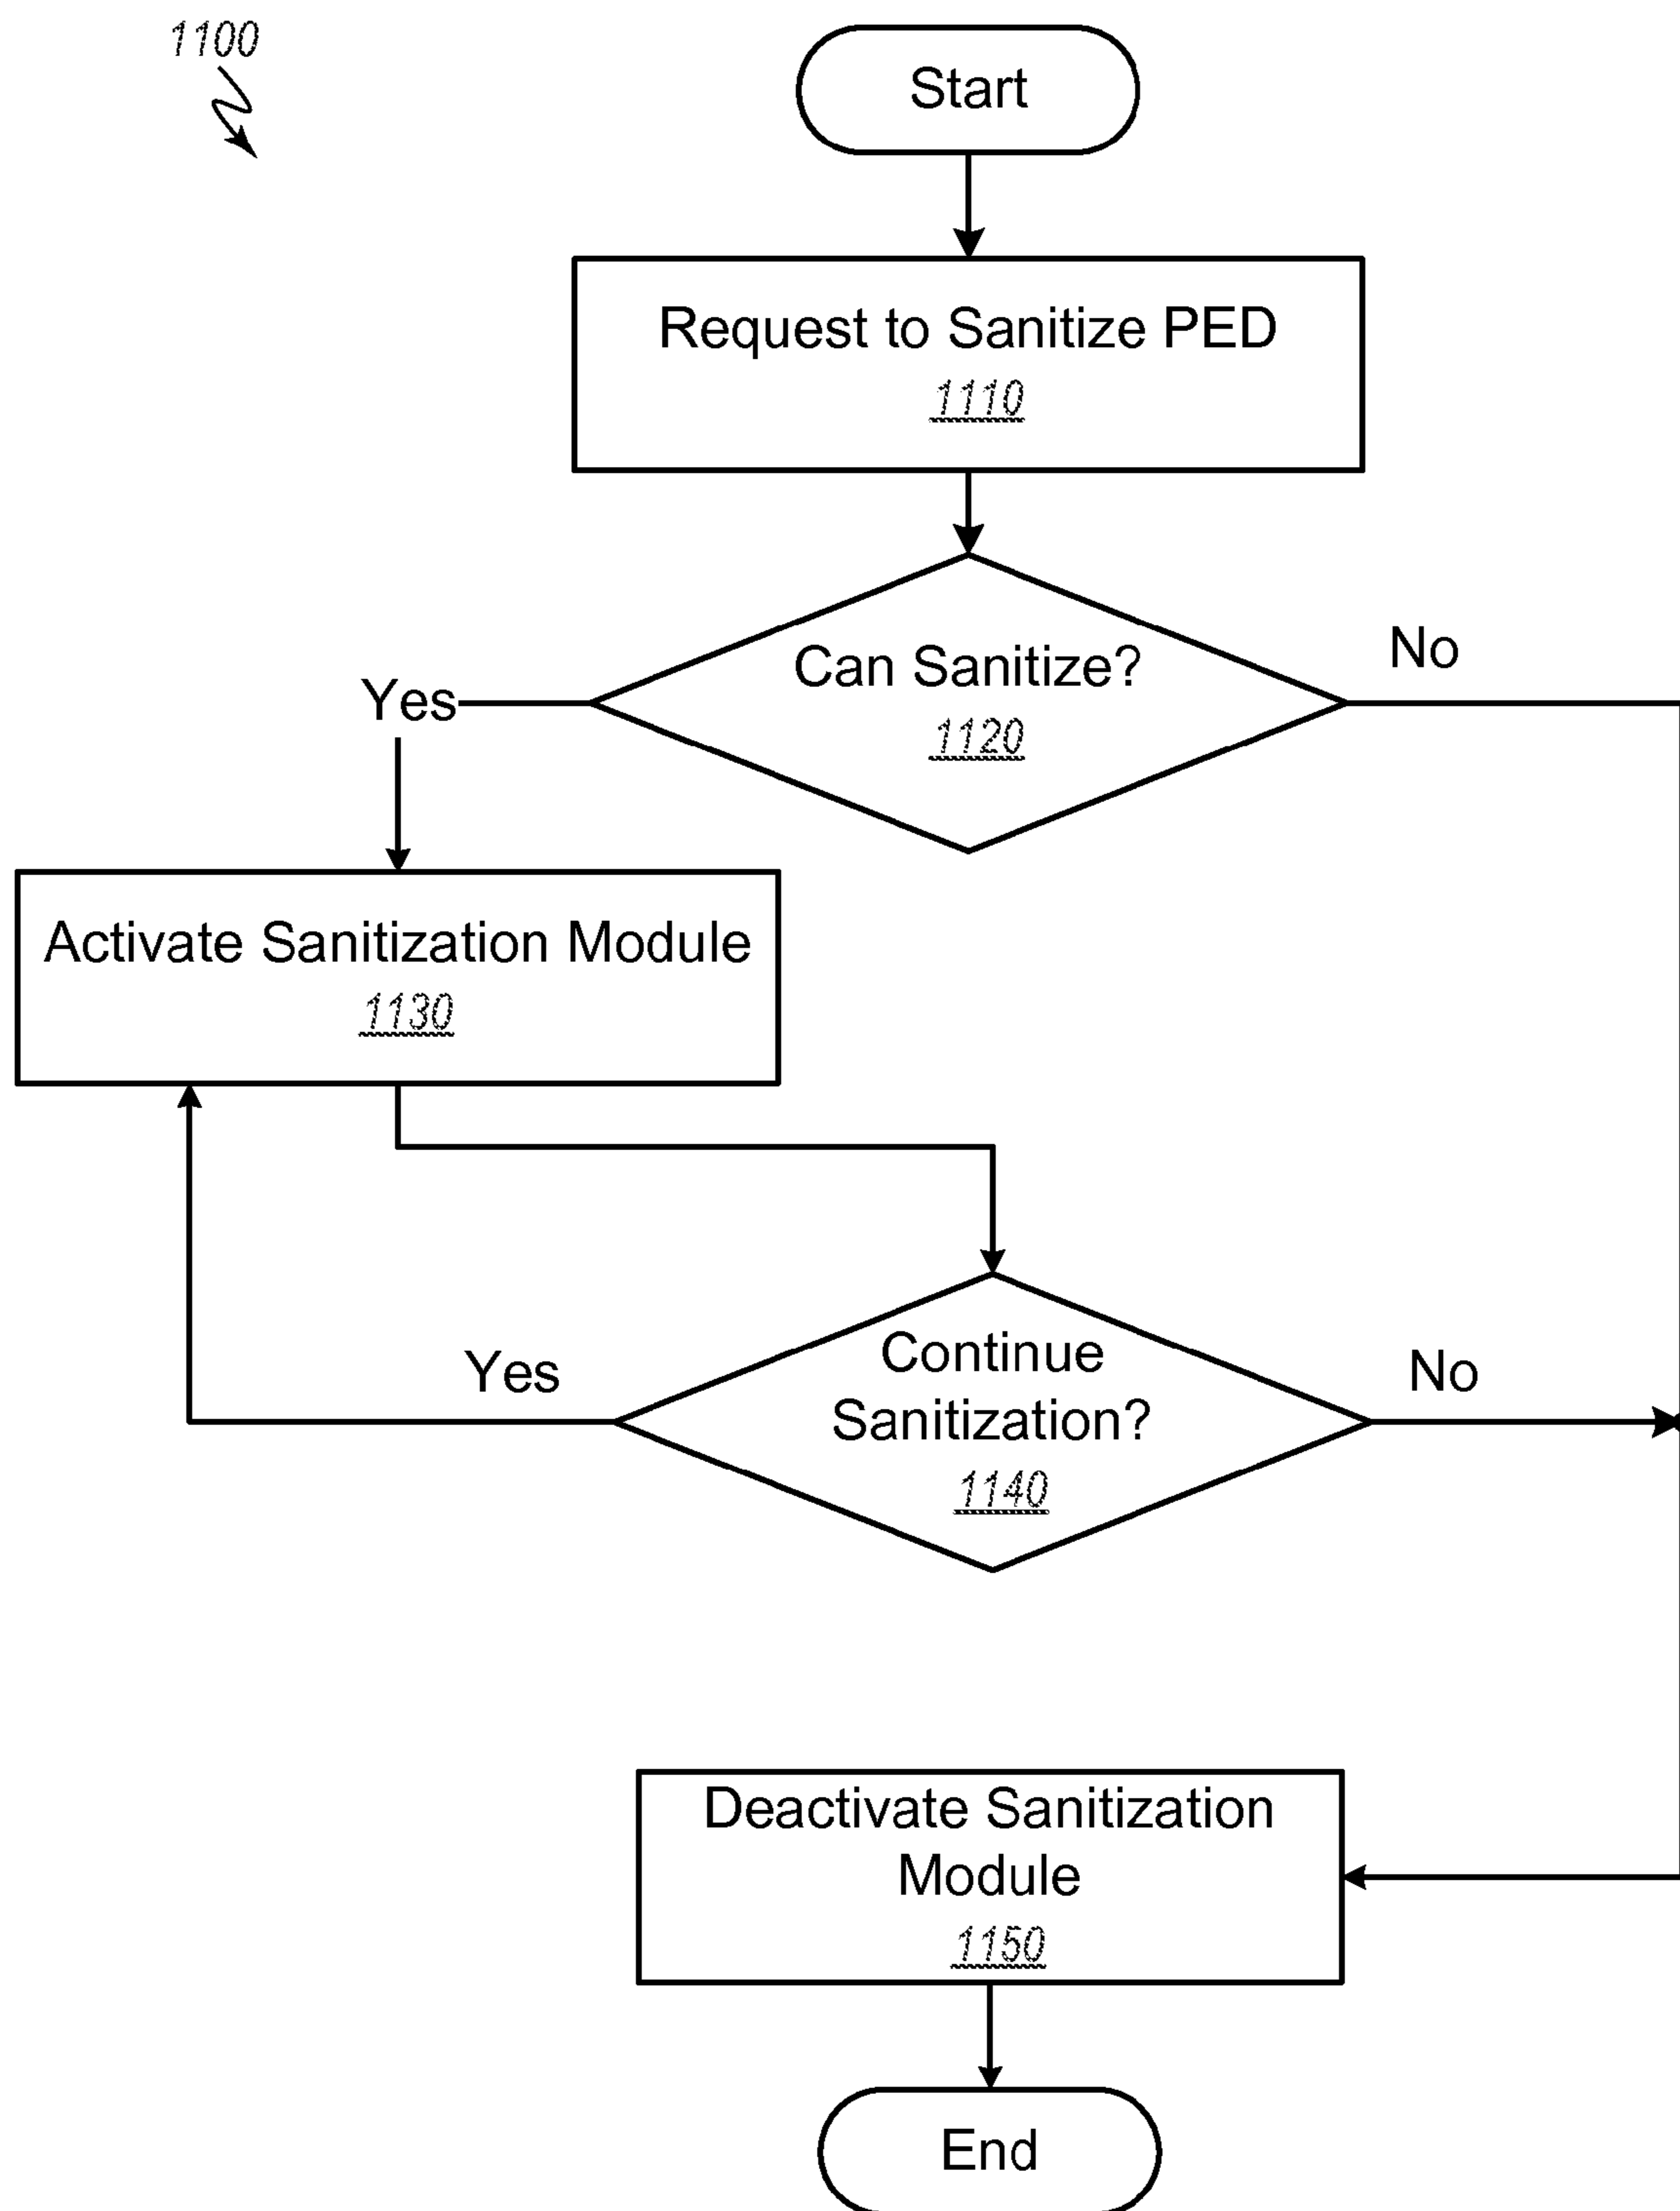 1100
Start
Request to Sanitize PED
1110
Can Sanitize?
1120
No
Yes
Activate Sanitization Module
1130
Continue
Sanitization?
1140
Yes
No
Deactivate Sanitization
Module
1150
End